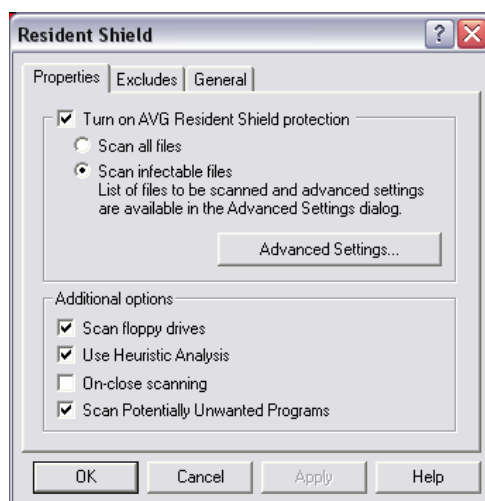 Resident Shield
?
Properties
Excludes
General
Turn on AVG Resident Shield protection
Scan all files
Scan infectable files
List of files to be scanned and advanced settings
are available in the Advanced Settings dialog.
Advanced Settings...
Additional options
Scan floppy drives
Use Heuristic Analysis
On-close scanning
Scan Potentially Unwanted Programs
OK
Cancel
Apply
Help